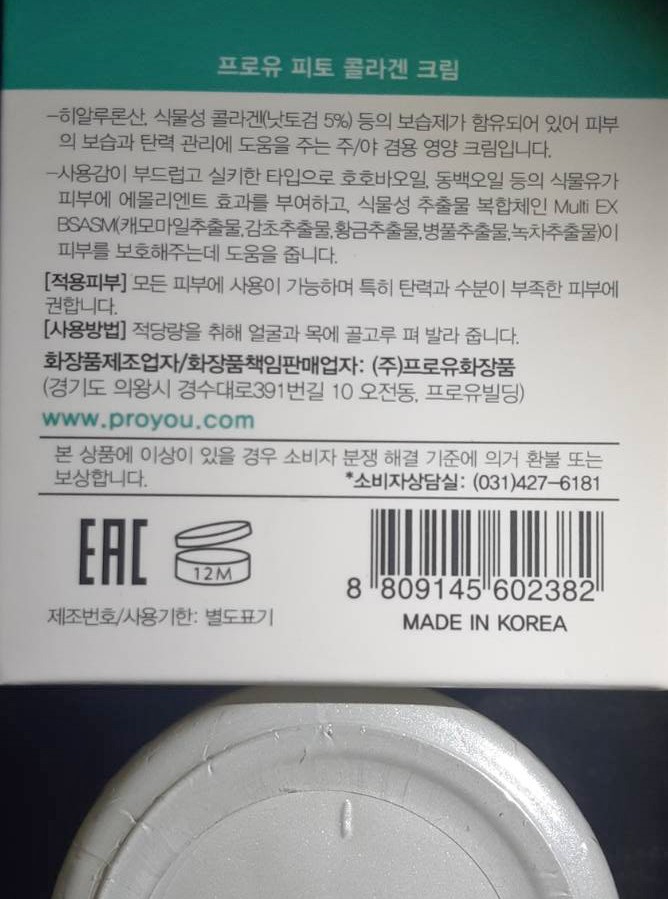 프로유 피토 콜라겐 크림
-히알루론산, 식물성 콜라겐(낫토검 5%) 등의 보습제가 함유되어 있어 피부
의 보습과 탄력 관리에 도움을 주는 주/야 겸용 영양 크림입니다.
-사용감이 부드럽고 실키한 타입으로 호호바오일, 동백오일 등의 식물유가
피부에 에몰리엔트 효과를 부여하고, 식물성 추출물 복합체인 Multi EX
BSASM(캐모마일추출물,감초추출물,황금추출물,병풀추출물,녹차추출물)이
피부를 보호해주는데 도움을 줍니다.
[적용피부] 모든 피부에 사용이 가능하며 특히 탄력과 수분이 부족한 피부에
권합니다.
[사용방법] 적당량을 취해 얼굴과 목에 골고루 펴 발라 줍니다.
화장품제조업자/화장품책임판매업자: (주)프로유화장품
(경기도 의왕시 경수대로391번길 10 오전동, 프로유빌딩)
www.proyou.com
본 상품에 이상이 있을 경우 소비자 분쟁 해결 기준에 의거 환불 또는
보상합니다. *소비자상담실: (031)427-6181
EAC 12M
8 809145 602382
제조번호/사용기한: 별도표기 MADE IN KOREA